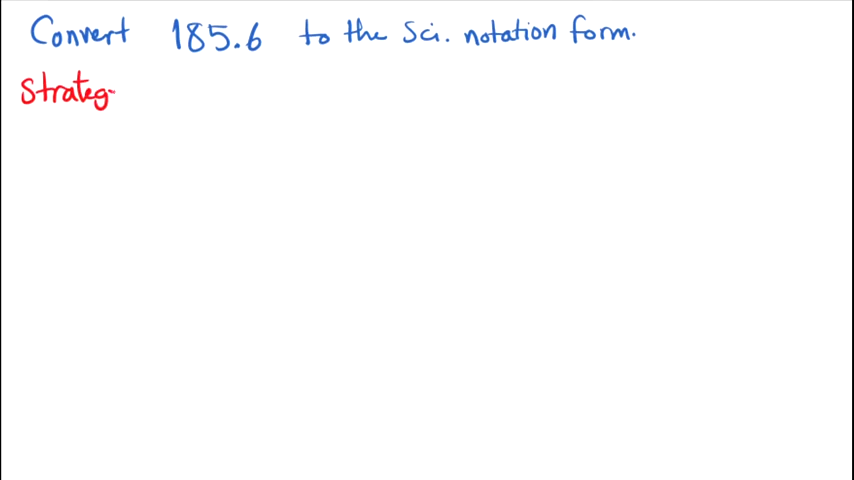 Convert 185.6 to the Sci. notation form.
Strateg